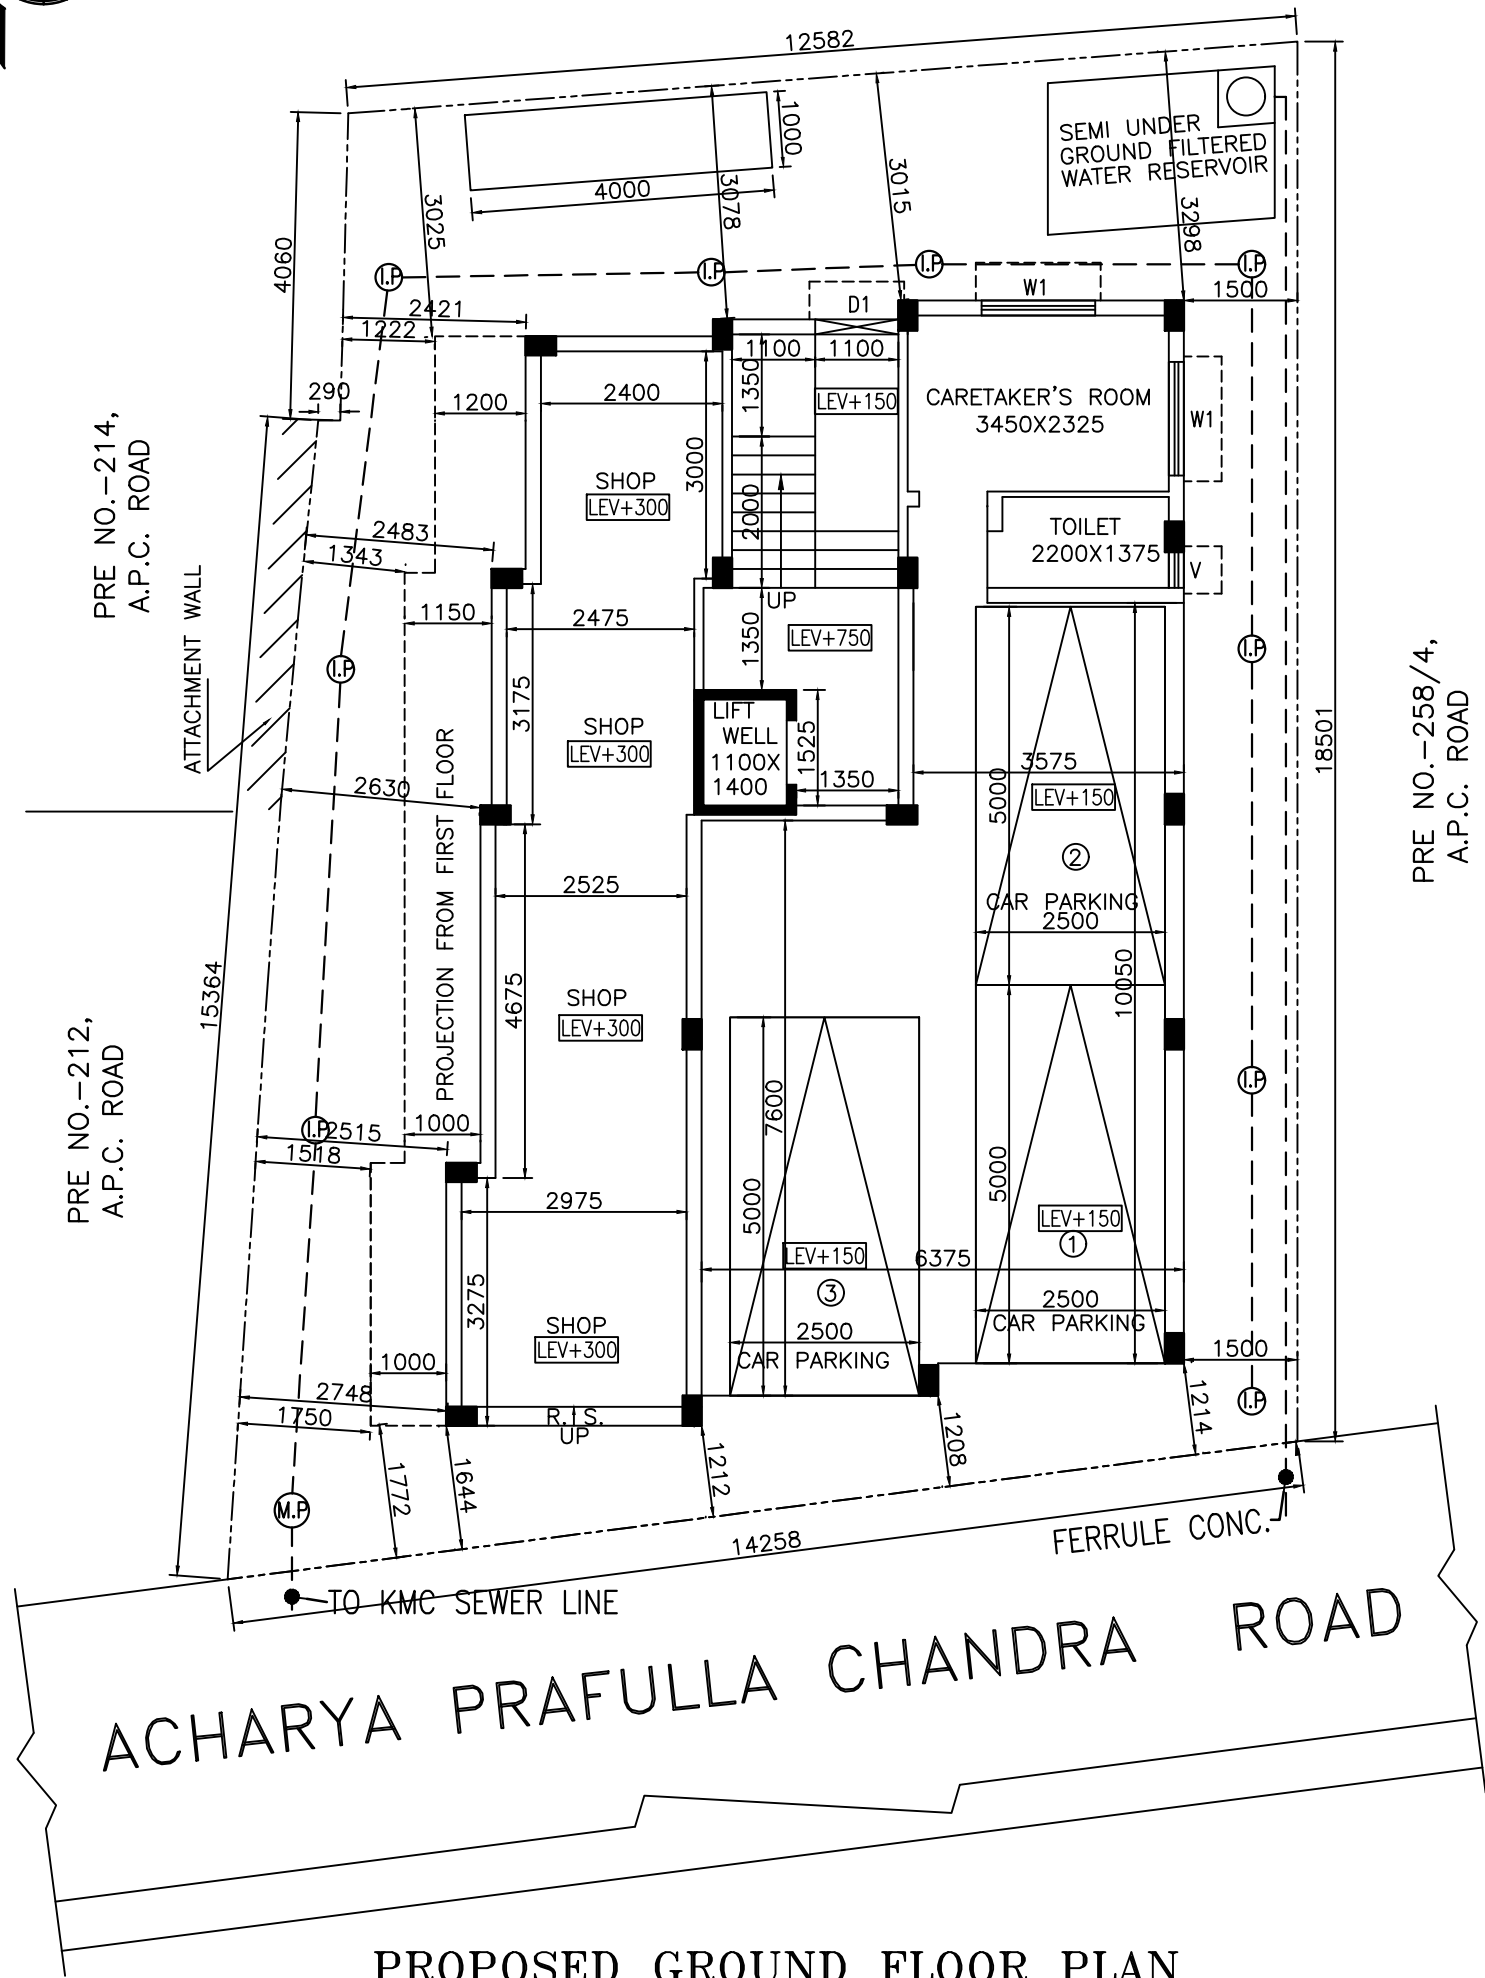 12582
1000
4000
SEMI UNDER
GROUND FILTERED
WATER RESERVOIR
3025
3078
3015
3298
4060
I.P
I.P
I.P
I.P
2421
1222
D1
W1
1500
290
1200
2400
1100
1100
1350
LEV+150
CARETAKER'S ROOM
3450X2325
W1
PRE NO.-214,
A.P.C. ROAD
3000
SHOP
LEV+300
2000
2483
1343
TOILET
2200X1375
V
ATTACHMENT WALL
1150
2475
UP
1350
LEV+750
I.P
I.P
PRE NO.-258/4,
A.P.C. ROAD
3175
SHOP
LEV+300
LIFT
WELL
1100X
1400
1525
1350
3575
18501
2630
5000
LEV+150
2
CAR PARKING
2500
PROJECTION FROM FIRST FLOOR
2525
15364
4675
SHOP
LEV+300
10050
PRE NO.-212,
A.P.C. ROAD
I.P
I.P
2515
1518
1000
7600
5000
5000
2975
LEV+150
1
LEV+150
6375
3
3275
SHOP
LEV+300
2500
CAR PARKING
2500
CAR PARKING
1000
1500
2748
1750
R. S.
UP
I.P
1772
1644
1212
1208
1214
M.P
14258
FERRULE CONC.
TO KMC SEWER LINE
ACHARYA PRAFULLA CHANDRA ROAD
PROPOSED GROUND FLOOR PLAN